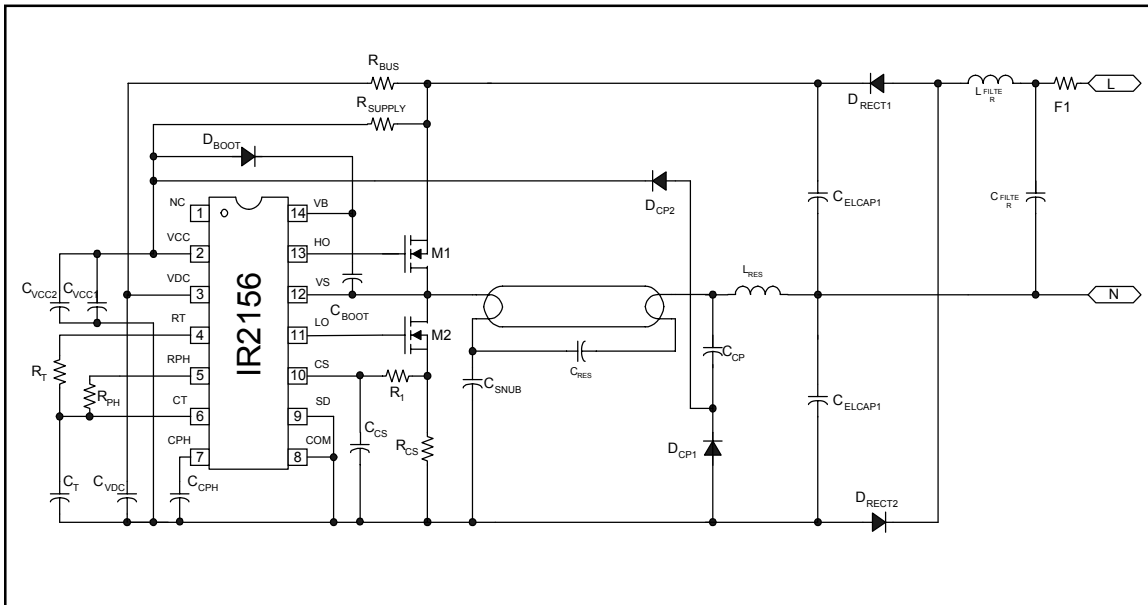 RBUS
RSUPPLY
DBOOT
DRECT1
LFILTE
R
F1
L
NC
VB
1
14
DCP2
CELCAP1
CFILTE
R
VCC
HO
2
13
M1
CVCC2
CVCC1
VDC
VS
3
12
CBOOT
LRES
N
RT
LO
4
11
M2
IR2156
RT
RPH
CS
5
10
R1
CRES
CCP
RPH
CSNUB
CELCAP1
CT
SD
6
9
CCS
RCS
DCP1
CPH
COM
7
8
CT
CVDC
CCPH
DRECT2